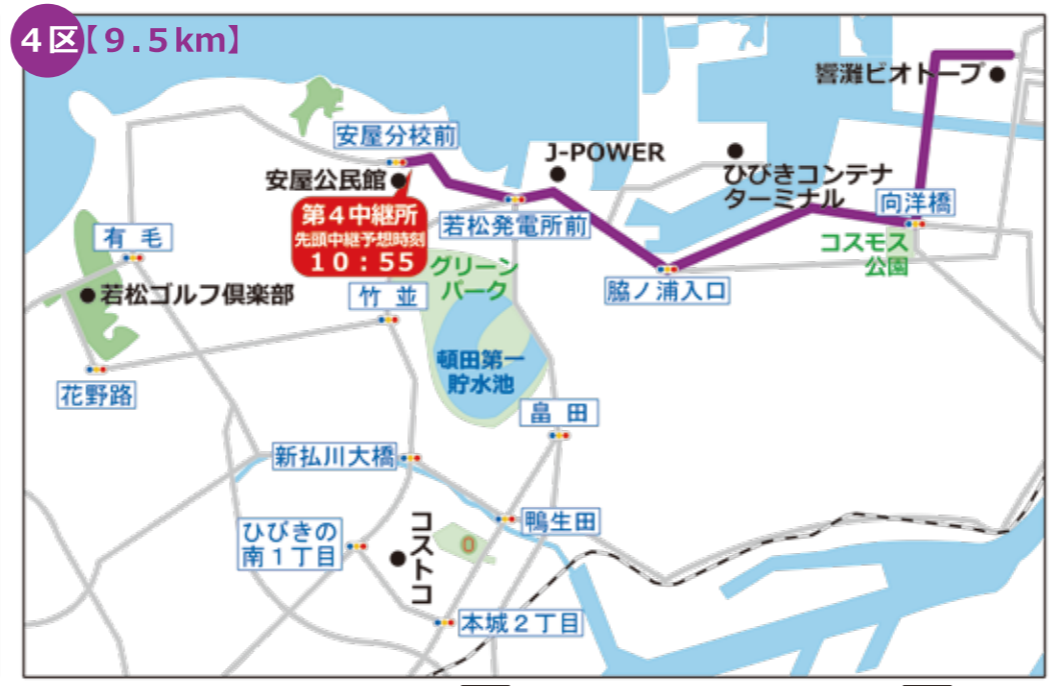 4区【9.5km】
響灘ビオトープ
安屋分校前
J-POWER
安屋公民館
ひびきコンテナ
ターミナル
向洋橋
第4中継所
先頭中継予想時刻
10:55
若松発電所前
有毛
コスモス
公園
グリーン
パーク
脇ノ浦入口
若松ゴルフ倶楽部
竹並
頓田第一
貯水池
花野路
畠田
新払川大橋
鴨生田
ひびきの
南1丁目
コストコ
0
本城2丁目